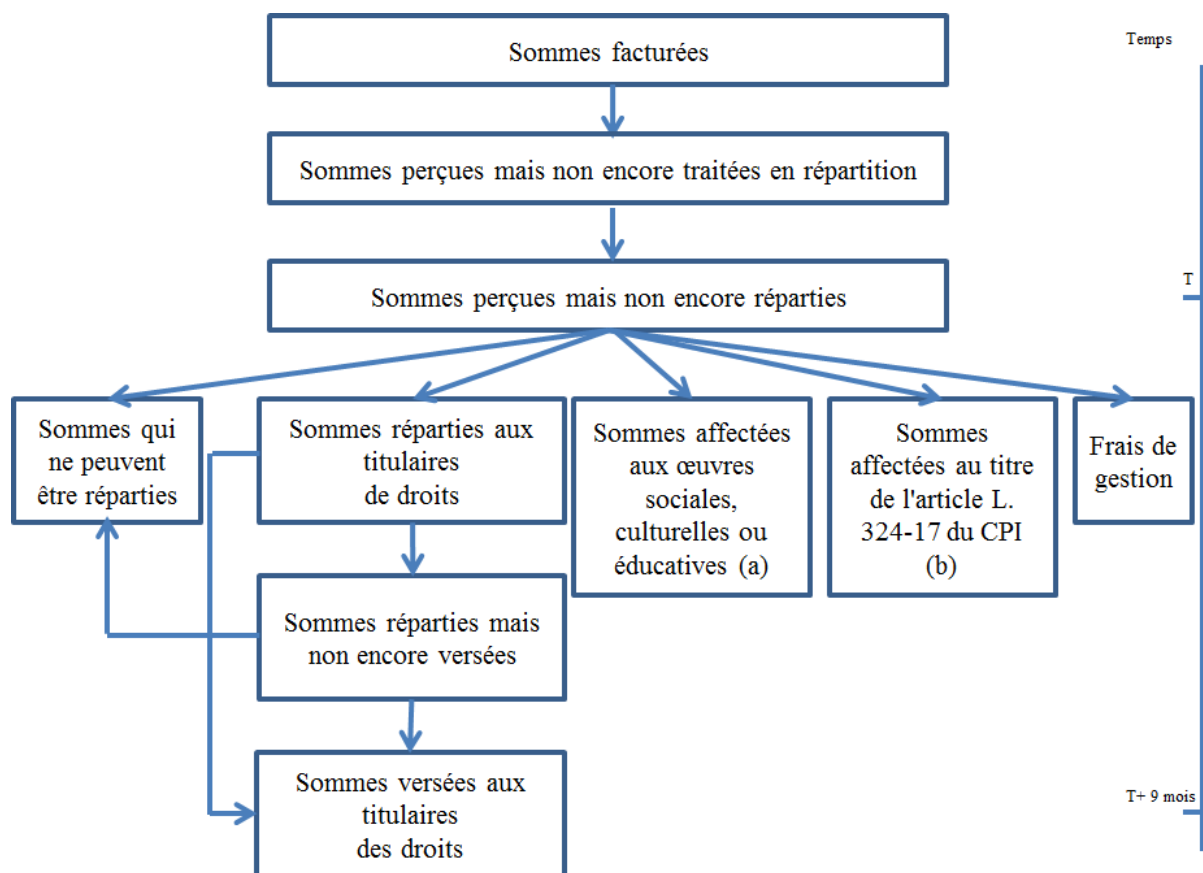 Sommes facturées
Temps
Sommes perçues mais non encore traitées en répartition
Sommes perçues mais non encore réparties
T
Sommes qui
ne peuvent
être réparties
Sommes réparties aux
titulaires
de droits
Sommes affectées
aux œuvres
sociales,
culturelles ou
éducatives (a)
Sommes
affectées au titre
de l'article L.
324-17 du CPI
(b)
Frais de
gestion
Sommes réparties mais
non encore versées
Sommes versées aux
titulaires
des droits
T+ 9 mois